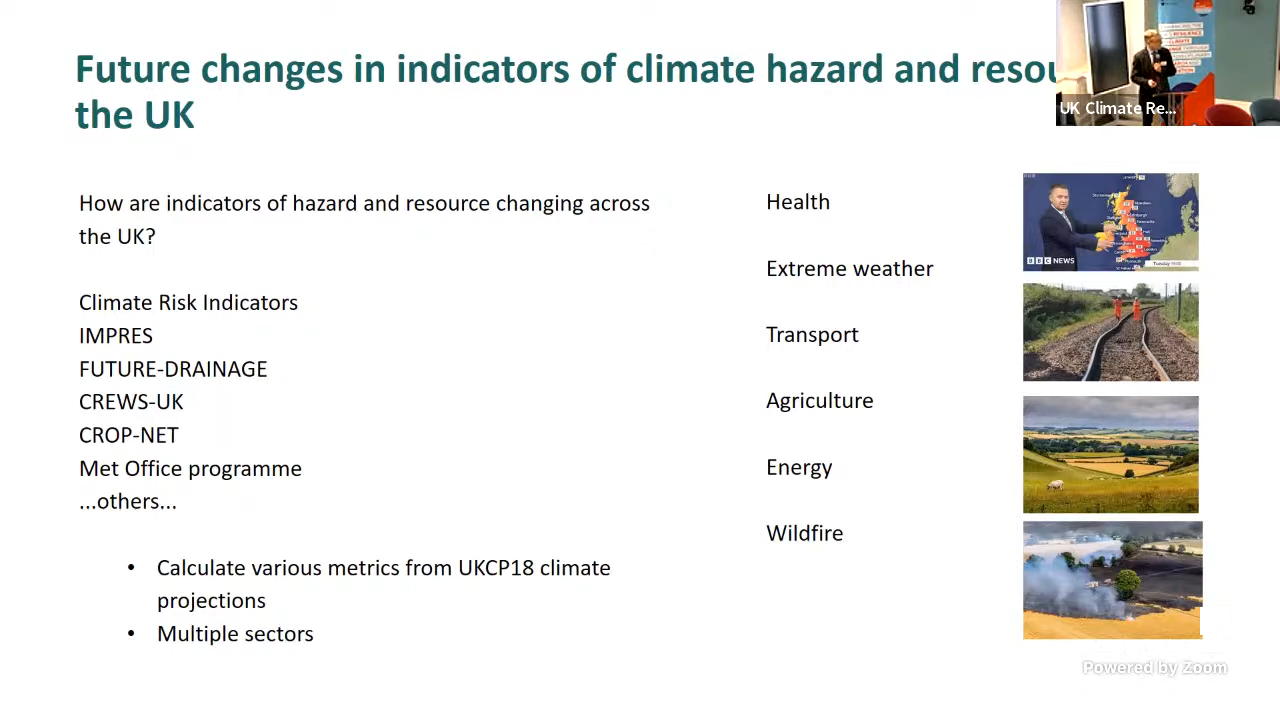 Future changes in indicators of climate hazard and resou
the UK
UK Climate Re...
How are indicators of hazard and resource changing across
the UK?
Climate Risk Indicators
IMPRES
FUTURE-DRAINAGE
CREWS-UK
CROP-NET
Met Office programme
...others...
• Calculate various metrics from UKCP18 climate
projections
• Multiple sectors
Health
Extreme weather
Transport
Agriculture
Energy
Wildfire
BBC NEWS
Powered by Zoom